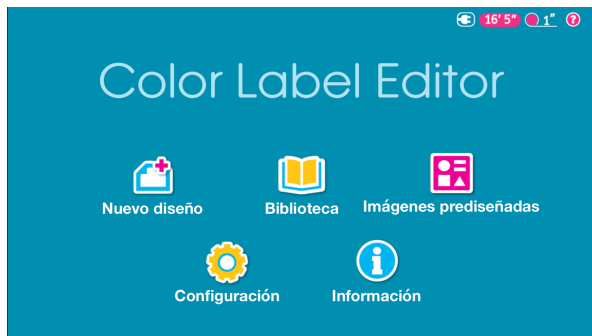 16' 5" 1" ?
Color Label Editor
Nuevo diseño Biblioteca Imágenes prediseñadas
Configuración Información